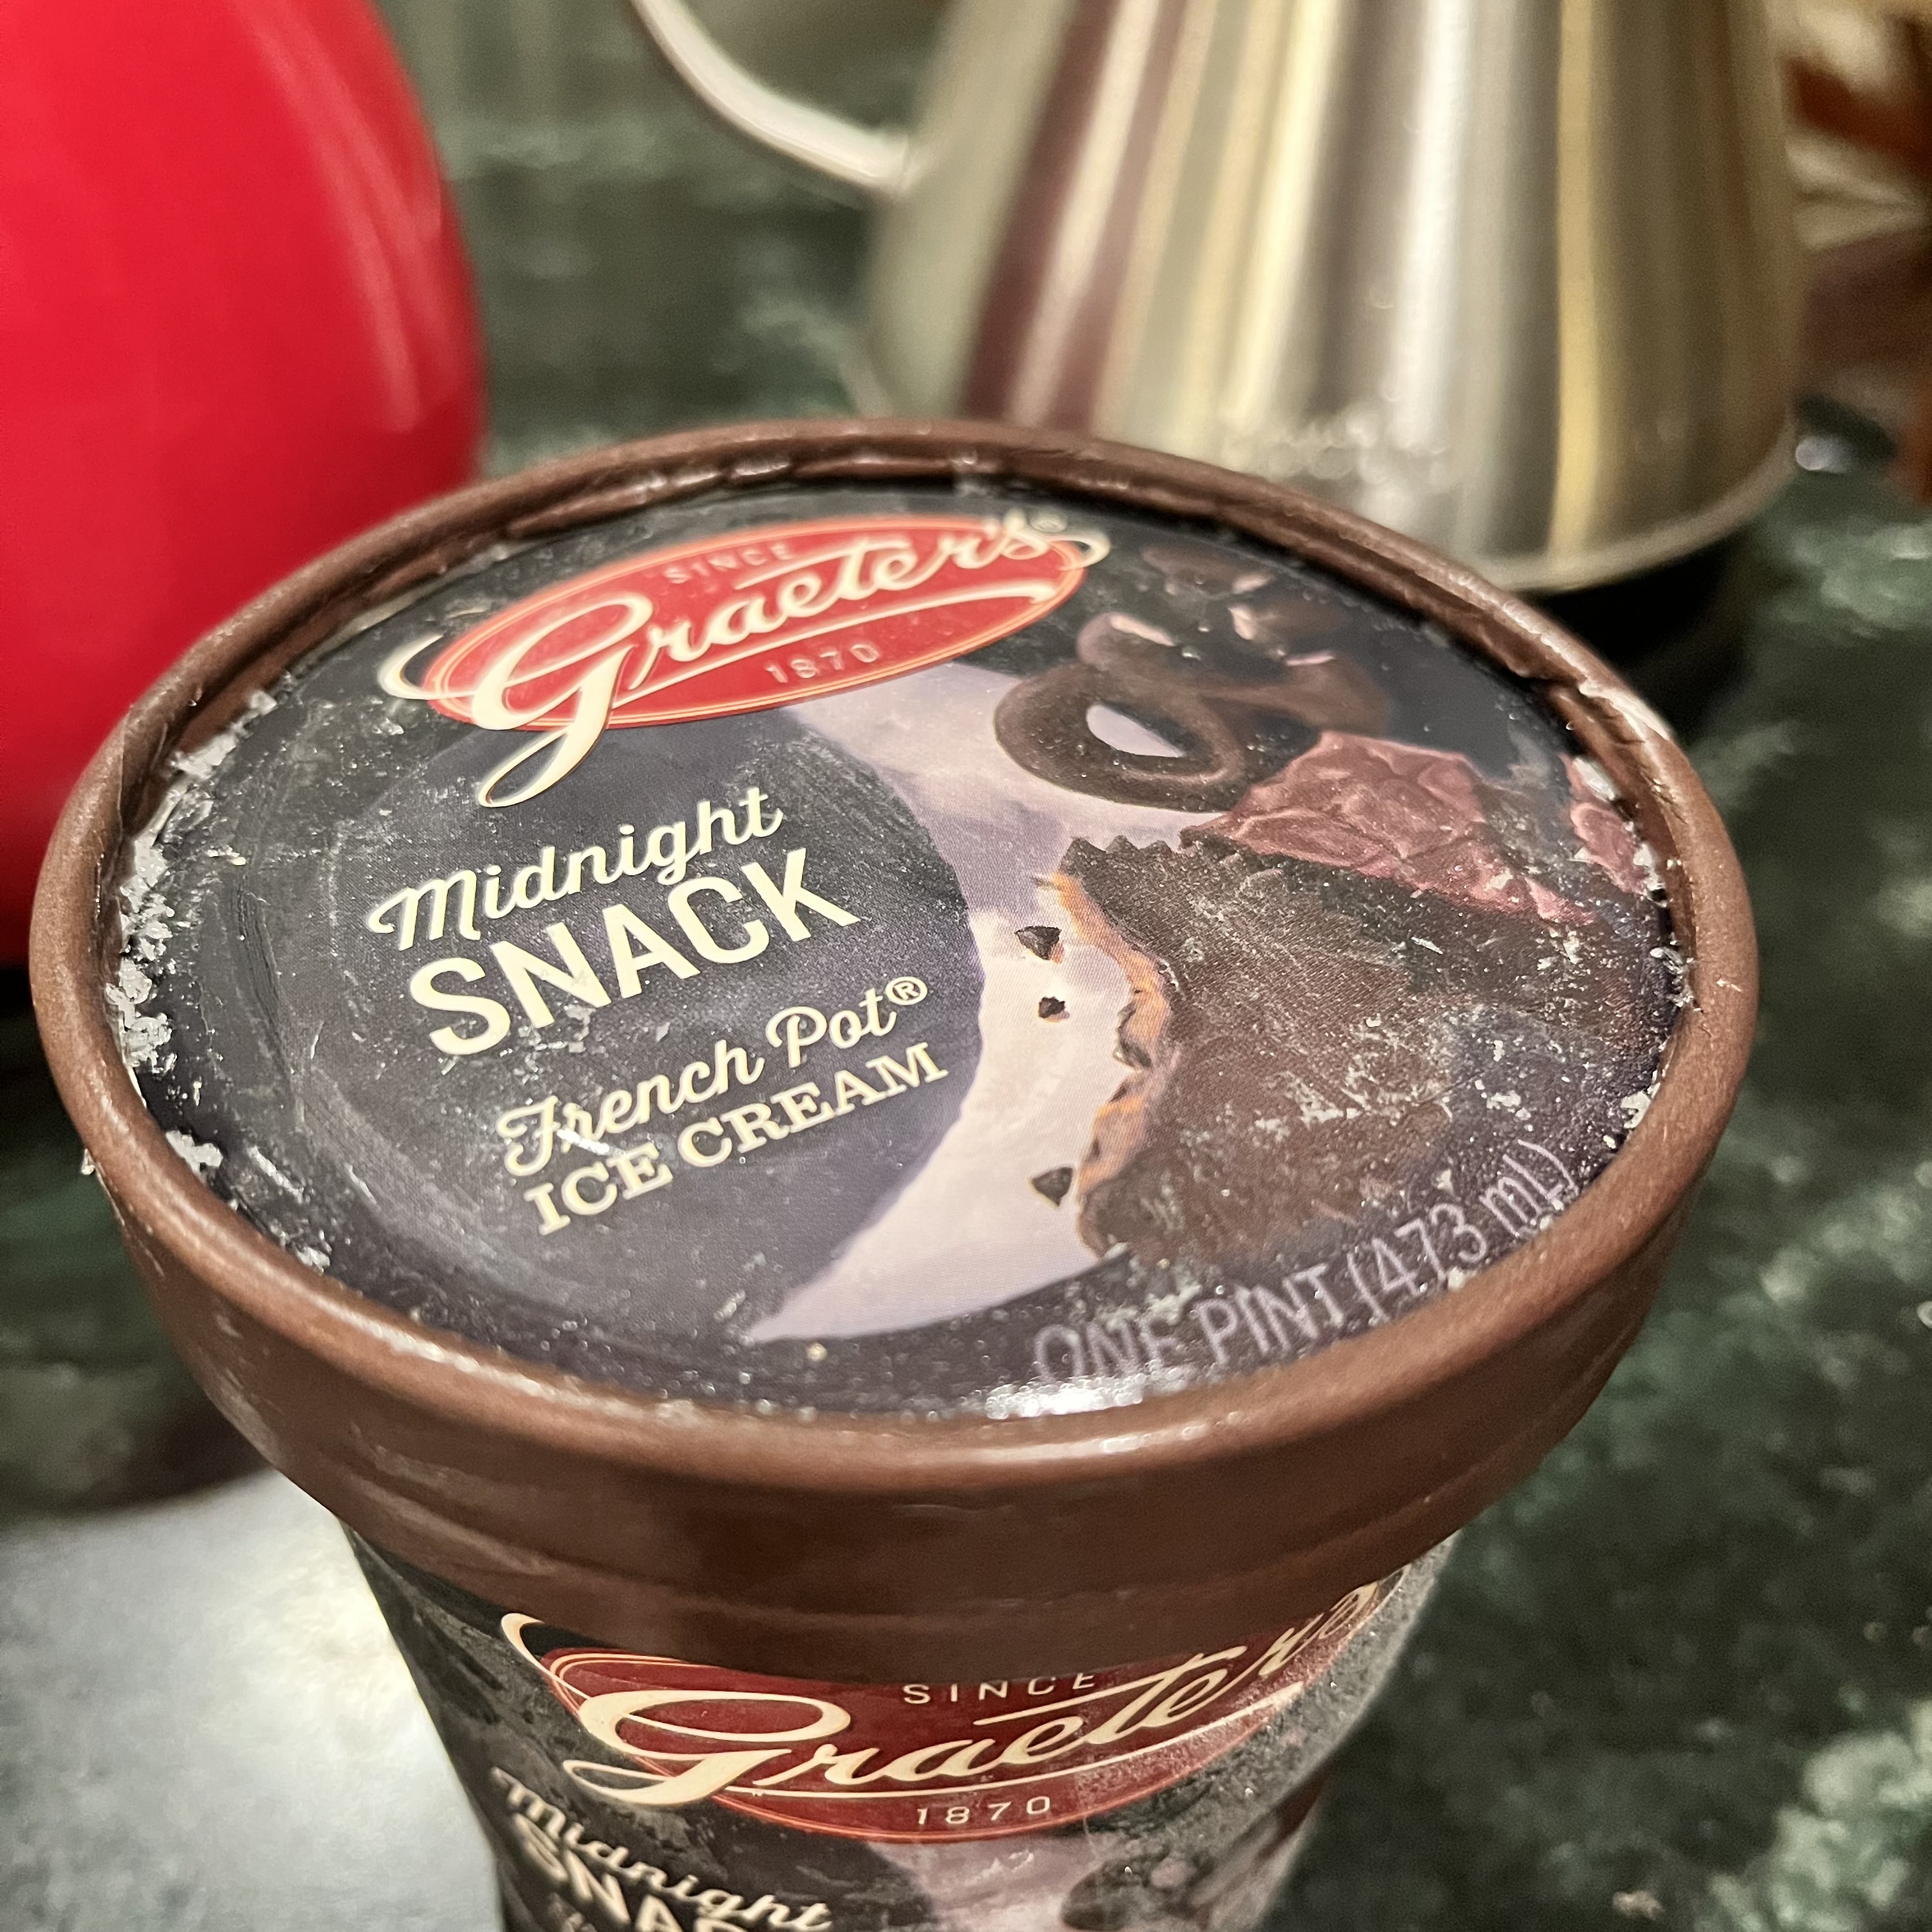 SINCE
Graeter's®
1870
Midnight
SNACK
French Pot®
ICE CREAM
ONE PINT (473 mL)
SINCE
Graeter's
1870
Midnight